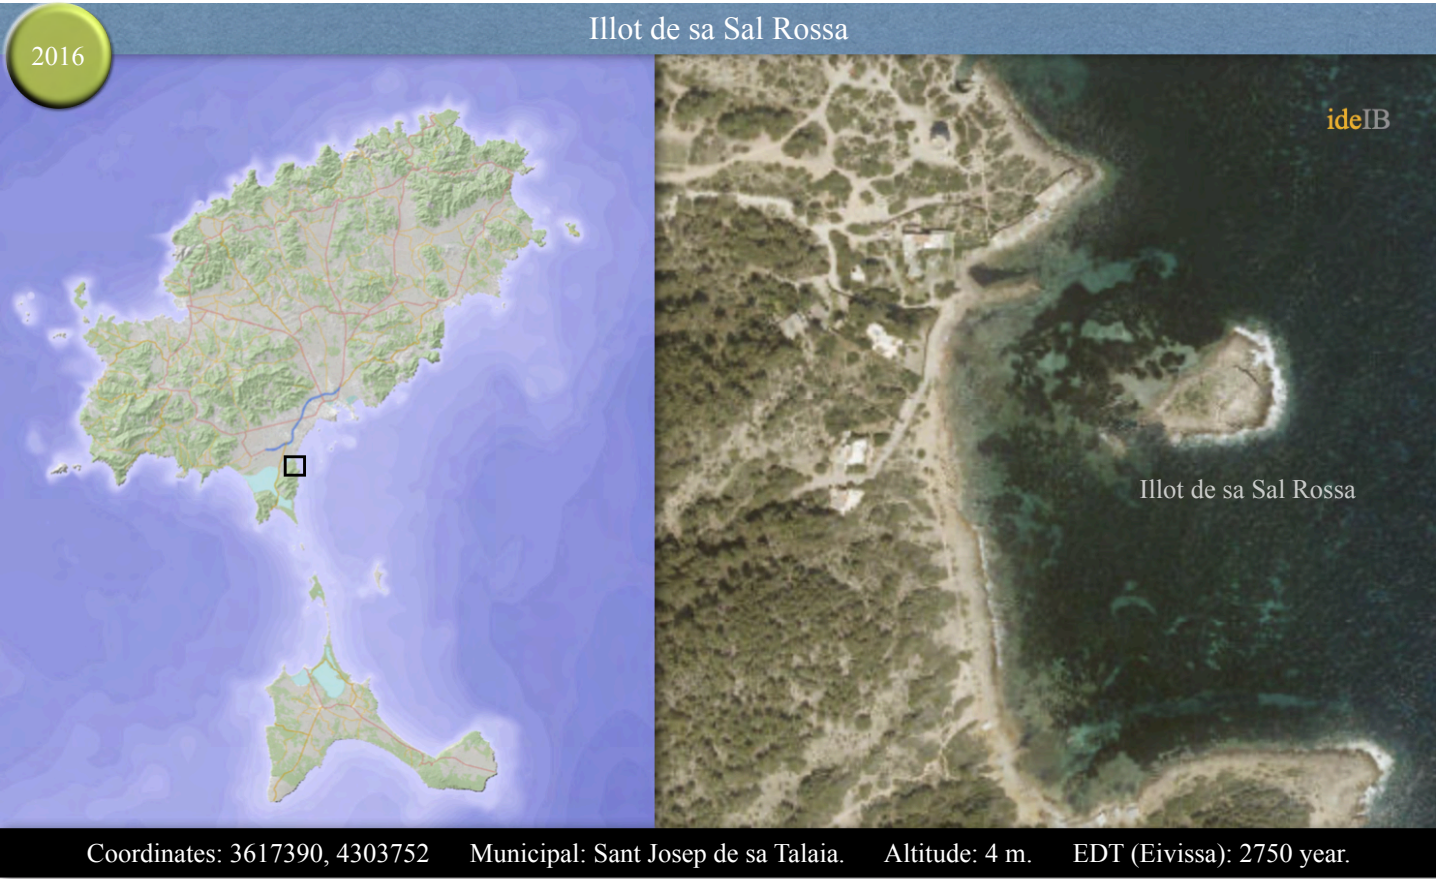 Illot de sa Sal Rossa
2016
ideIB
Illot de sa Sal Rossa
Coordinates: 3617390, 4303752 Municipal: Sant Josep de sa Talaia. Altitude: 4 m. EDT (Eivissa): 2750 year.